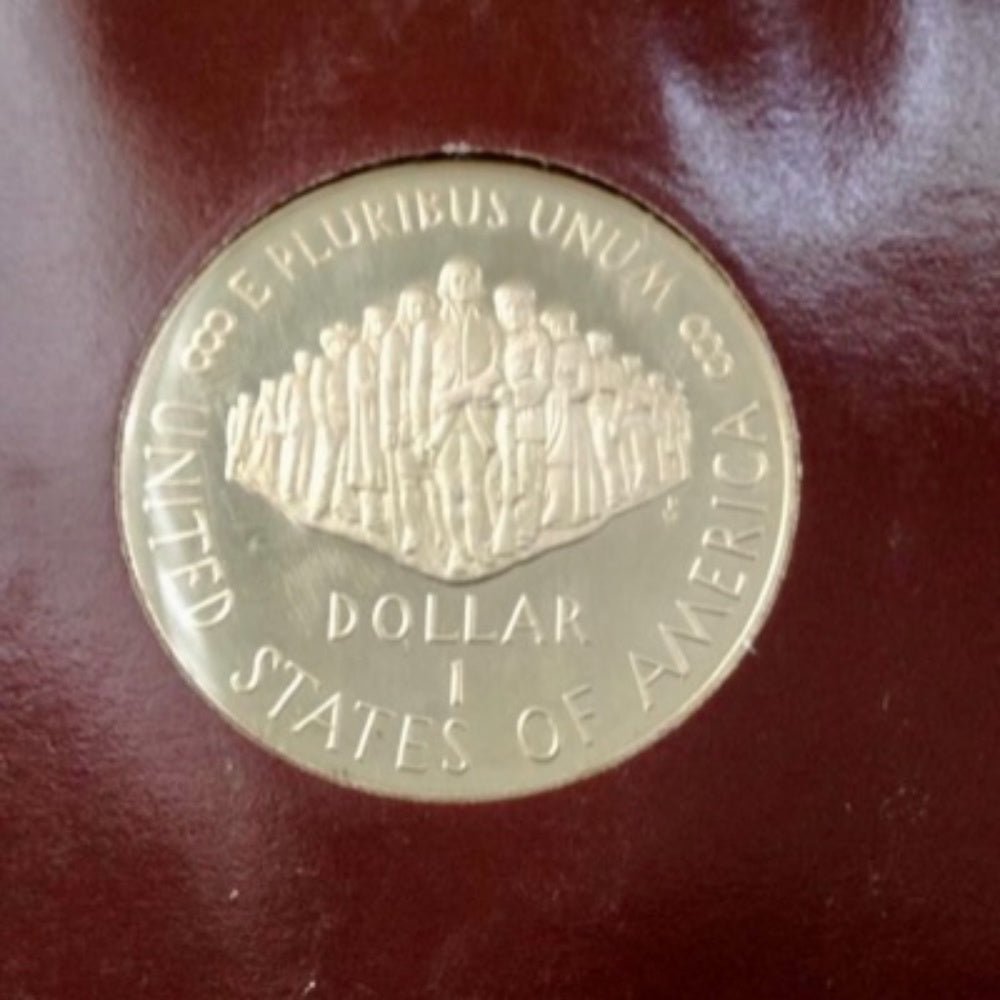 E PLURIBUS UNUM
DOLLAR
1
UNITED STATES OF AMERICA